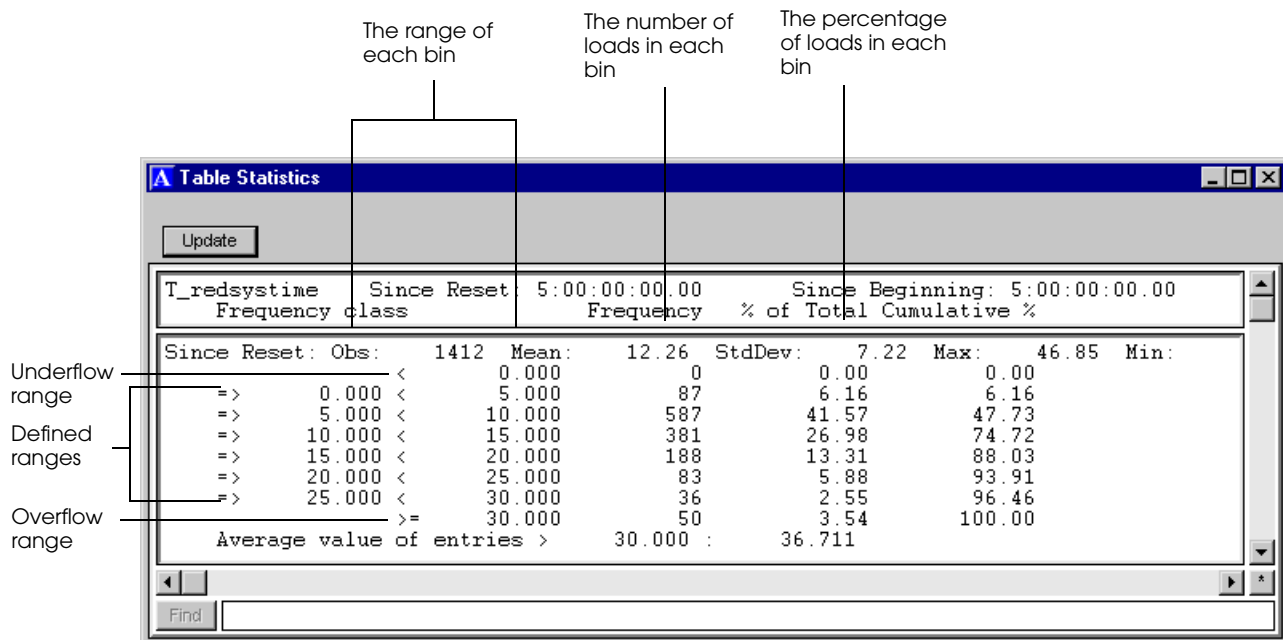 The range of
each bin
The number of
loads in each
bin
The percentage
of loads in each
bin
A Table Statistics
Update
T_redsystime Since Reset: 5:00:00:00.00 Since Beginning: 5:00:00:00.00
Frequency class Frequency % of Total Cumulative %
Since Reset: Obs: 1412 Mean: 12.26 StdDev: 7.22 Max: 46.85 Min:
Underflow
range
< 0.000 0 0.00 0.00
Defined
ranges
=> 0.000 < 5.000 87 6.16 6.16
=> 5.000 < 10.000 587 41.57 47.73
=> 10.000 < 15.000 381 26.98 74.72
=> 15.000 < 20.000 188 13.31 88.03
=> 20.000 < 25.000 83 5.88 93.91
=> 25.000 < 30.000 36 2.55 96.46
Overflow
range
>= 30.000 50 3.54 100.00
Average value of entries > 30.000 : 36.711
*
Find